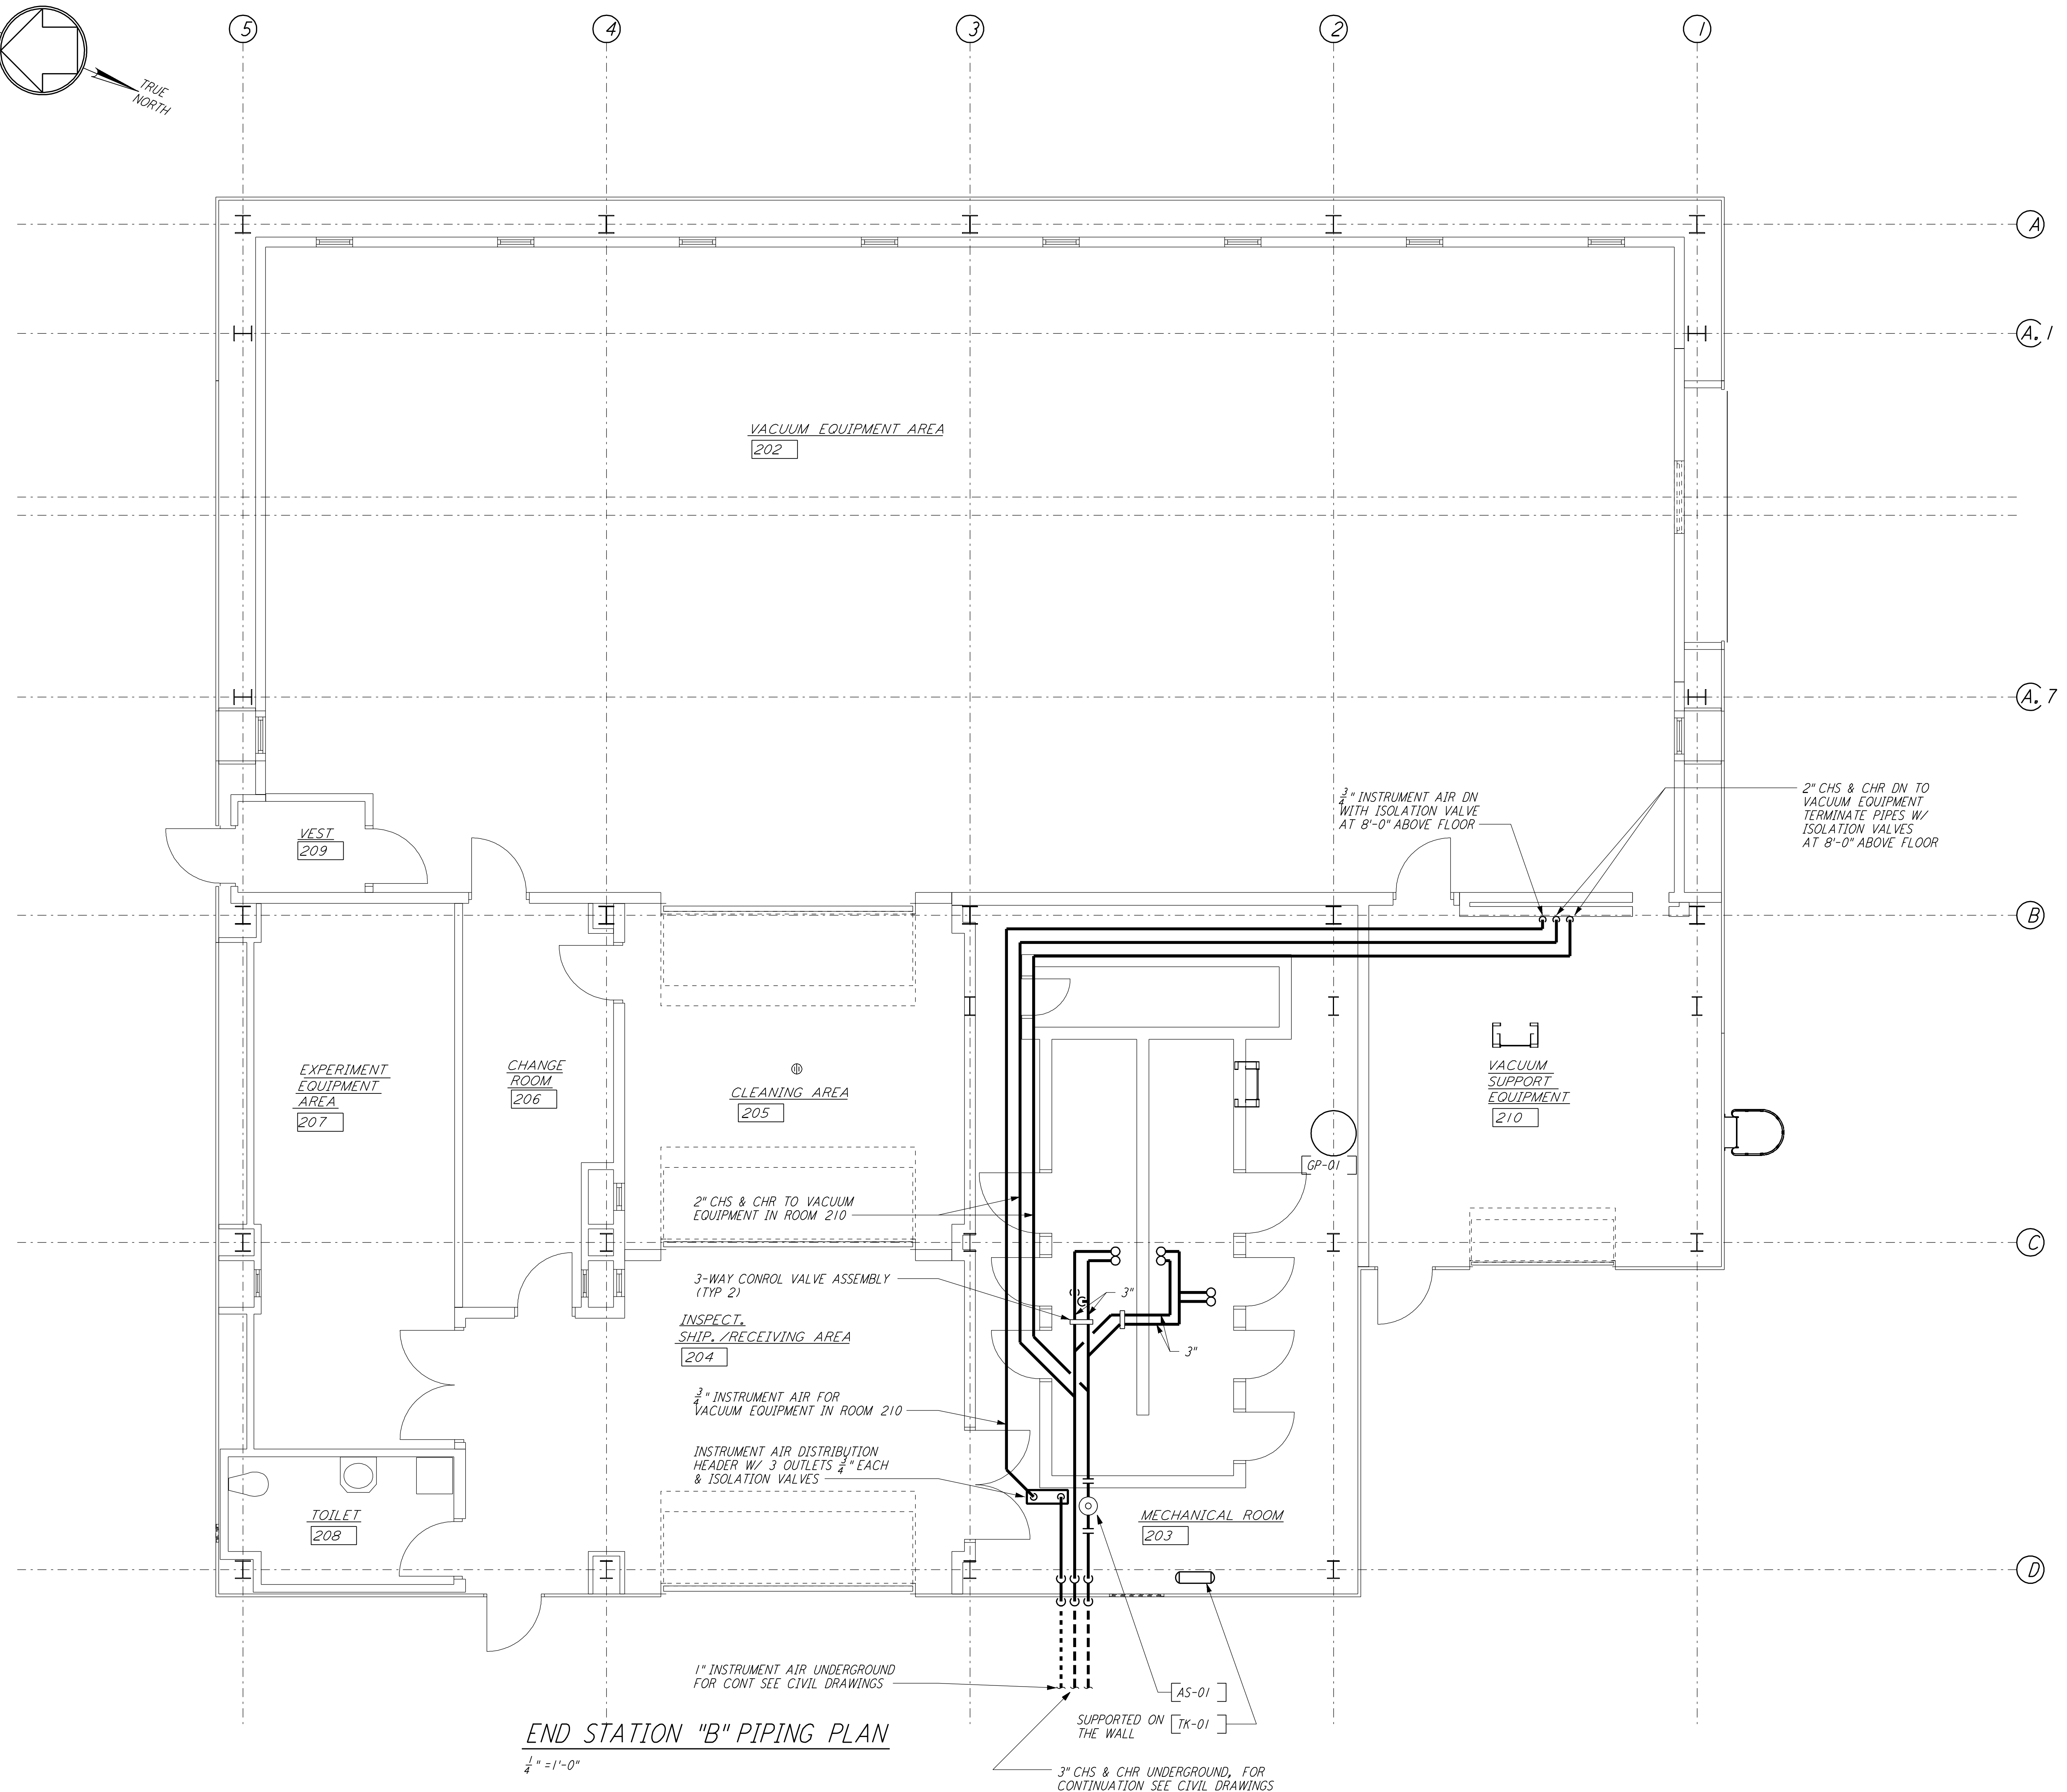 5
4
3
2
1
TRUE
NORTH
A
A.1
VACUUM EQUIPMENT AREA
202
A.7
3/4" INSTRUMENT AIR DN
WITH ISOLATION VALVE
AT 8'-0" ABOVE FLOOR
2" CHS & CHR DN TO
VACUUM EQUIPMENT
TERMINATE PIPES W/
ISOLATION VALVES
AT 8'-0" ABOVE FLOOR
VEST
209
B
EXPERIMENT
EQUIPMENT
AREA
207
CHANGE
ROOM
206
CLEANING AREA
205
VACUUM
SUPPORT
EQUIPMENT
210
GP-01
2" CHS & CHR TO VACUUM
EQUIPMENT IN ROOM 210
C
3-WAY CONROL VALVE ASSEMBLY
(TYP 2)
3"
3"
INSPECT.
SHIP./RECEIVING AREA
204
3/4" INSTRUMENT AIR FOR
VACUUM EQUIPMENT IN ROOM 210
INSTRUMENT AIR DISTRIBUTION
HEADER W/ 3 OUTLETS 3/4" EACH
& ISOLATION VALVES
TOILET
208
MECHANICAL ROOM
203
D
1" INSTRUMENT AIR UNDERGROUND
FOR CONT SEE CIVIL DRAWINGS
AS-01
SUPPORTED ON
THE WALL
TK-01
END STATION "B" PIPING PLAN
1/4" =1'-0"
3" CHS & CHR UNDERGROUND, FOR
CONTINUATION SEE CIVIL DRAWINGS